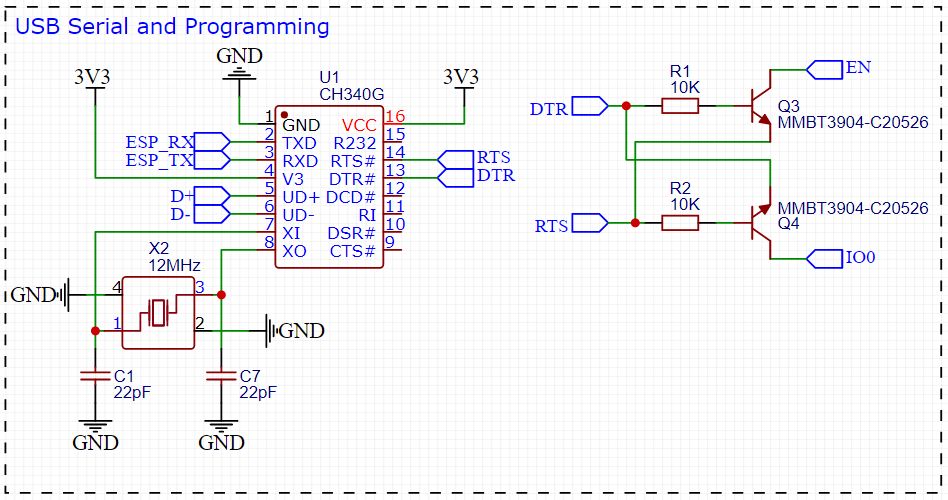 USB Serial and Programming
GND
3V3
U1
CH340G
3V3
1 GND VCC 16
ESP_RX 2 TXD R232 15
ESP_TX 3 RXD RTS# 14 RTS
4 V3 DTR# 13 DTR
D+ 5 UD+ DCD# 12
D- 6 UD- RI 11
7 XI DSR# 10
8 XO CTS# 9
X2
12MHz
GND 4 3
1 2 GND
C1
22pF
C7
22pF
GND
GND
R1
10K
EN
DTR
Q3
MMBT3904-C20526
R2
10K
RTS
MMBT3904-C20526
Q4
IO0